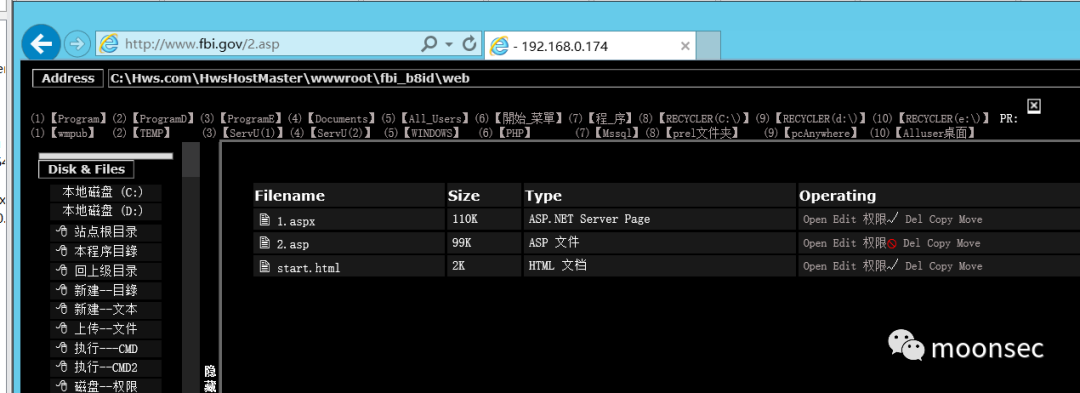 http://www.fbi.gov/2.asp
- 192.168.0.174
Address C:\Hws.com\HwsHostMaster\wwwroot\fbi_b8id\web
(1)【Program】(2)【ProgramD】(3)【ProgramE】(4)【Documents】(5)【All_Users】(6)【開始_菜單】(7)【程_序】(8)【RECYCLER(C:\)】(9)【RECYCLER(d:\)】(10)【RECYCLER(e:\)】 PR:
(1)【wmpub】 (2)【TEMP】 (3)【ServU(1)】(4)【ServU(2)】(5)【WINDOWS】 (6)【PHP】 (7)【Mssql】(8)【prel文件夹】 (9)【pcAnywhere】 (10)【Alluser桌面】
Disk & Files
本地磁盘 (C:)
本地磁盘 (D:)
站点根目录
本程序目錄
回上级目录
新建--目錄
新建--文本
上传--文件
执行---CMD
执行--CMD2
磁盘--权限
隐
藏
Filename Size Type Operating
1.aspx 110K ASP.NET Server Page Open Edit 权限√ Del Copy Move
2.asp 99K ASP 文件 Open Edit 权限 Del Copy Move
start.html 2K HTML 文档 Open Edit 权限√ Del Copy Move
moonsec